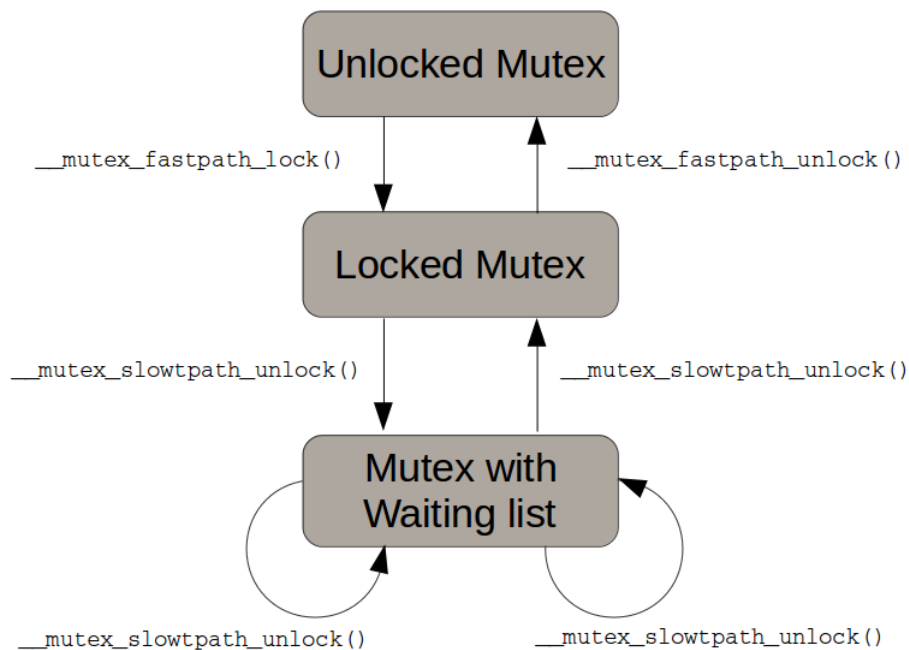 Unlocked Mutex
__mutex_fastpath_lock()
__mutex_fastpath_unlock()
Locked Mutex
__mutex_slowtpath_unlock()
__mutex_slowtpath_unlock()
Mutex with
Waiting list
__mutex_slowtpath_unlock()
__mutex_slowtpath_unlock()